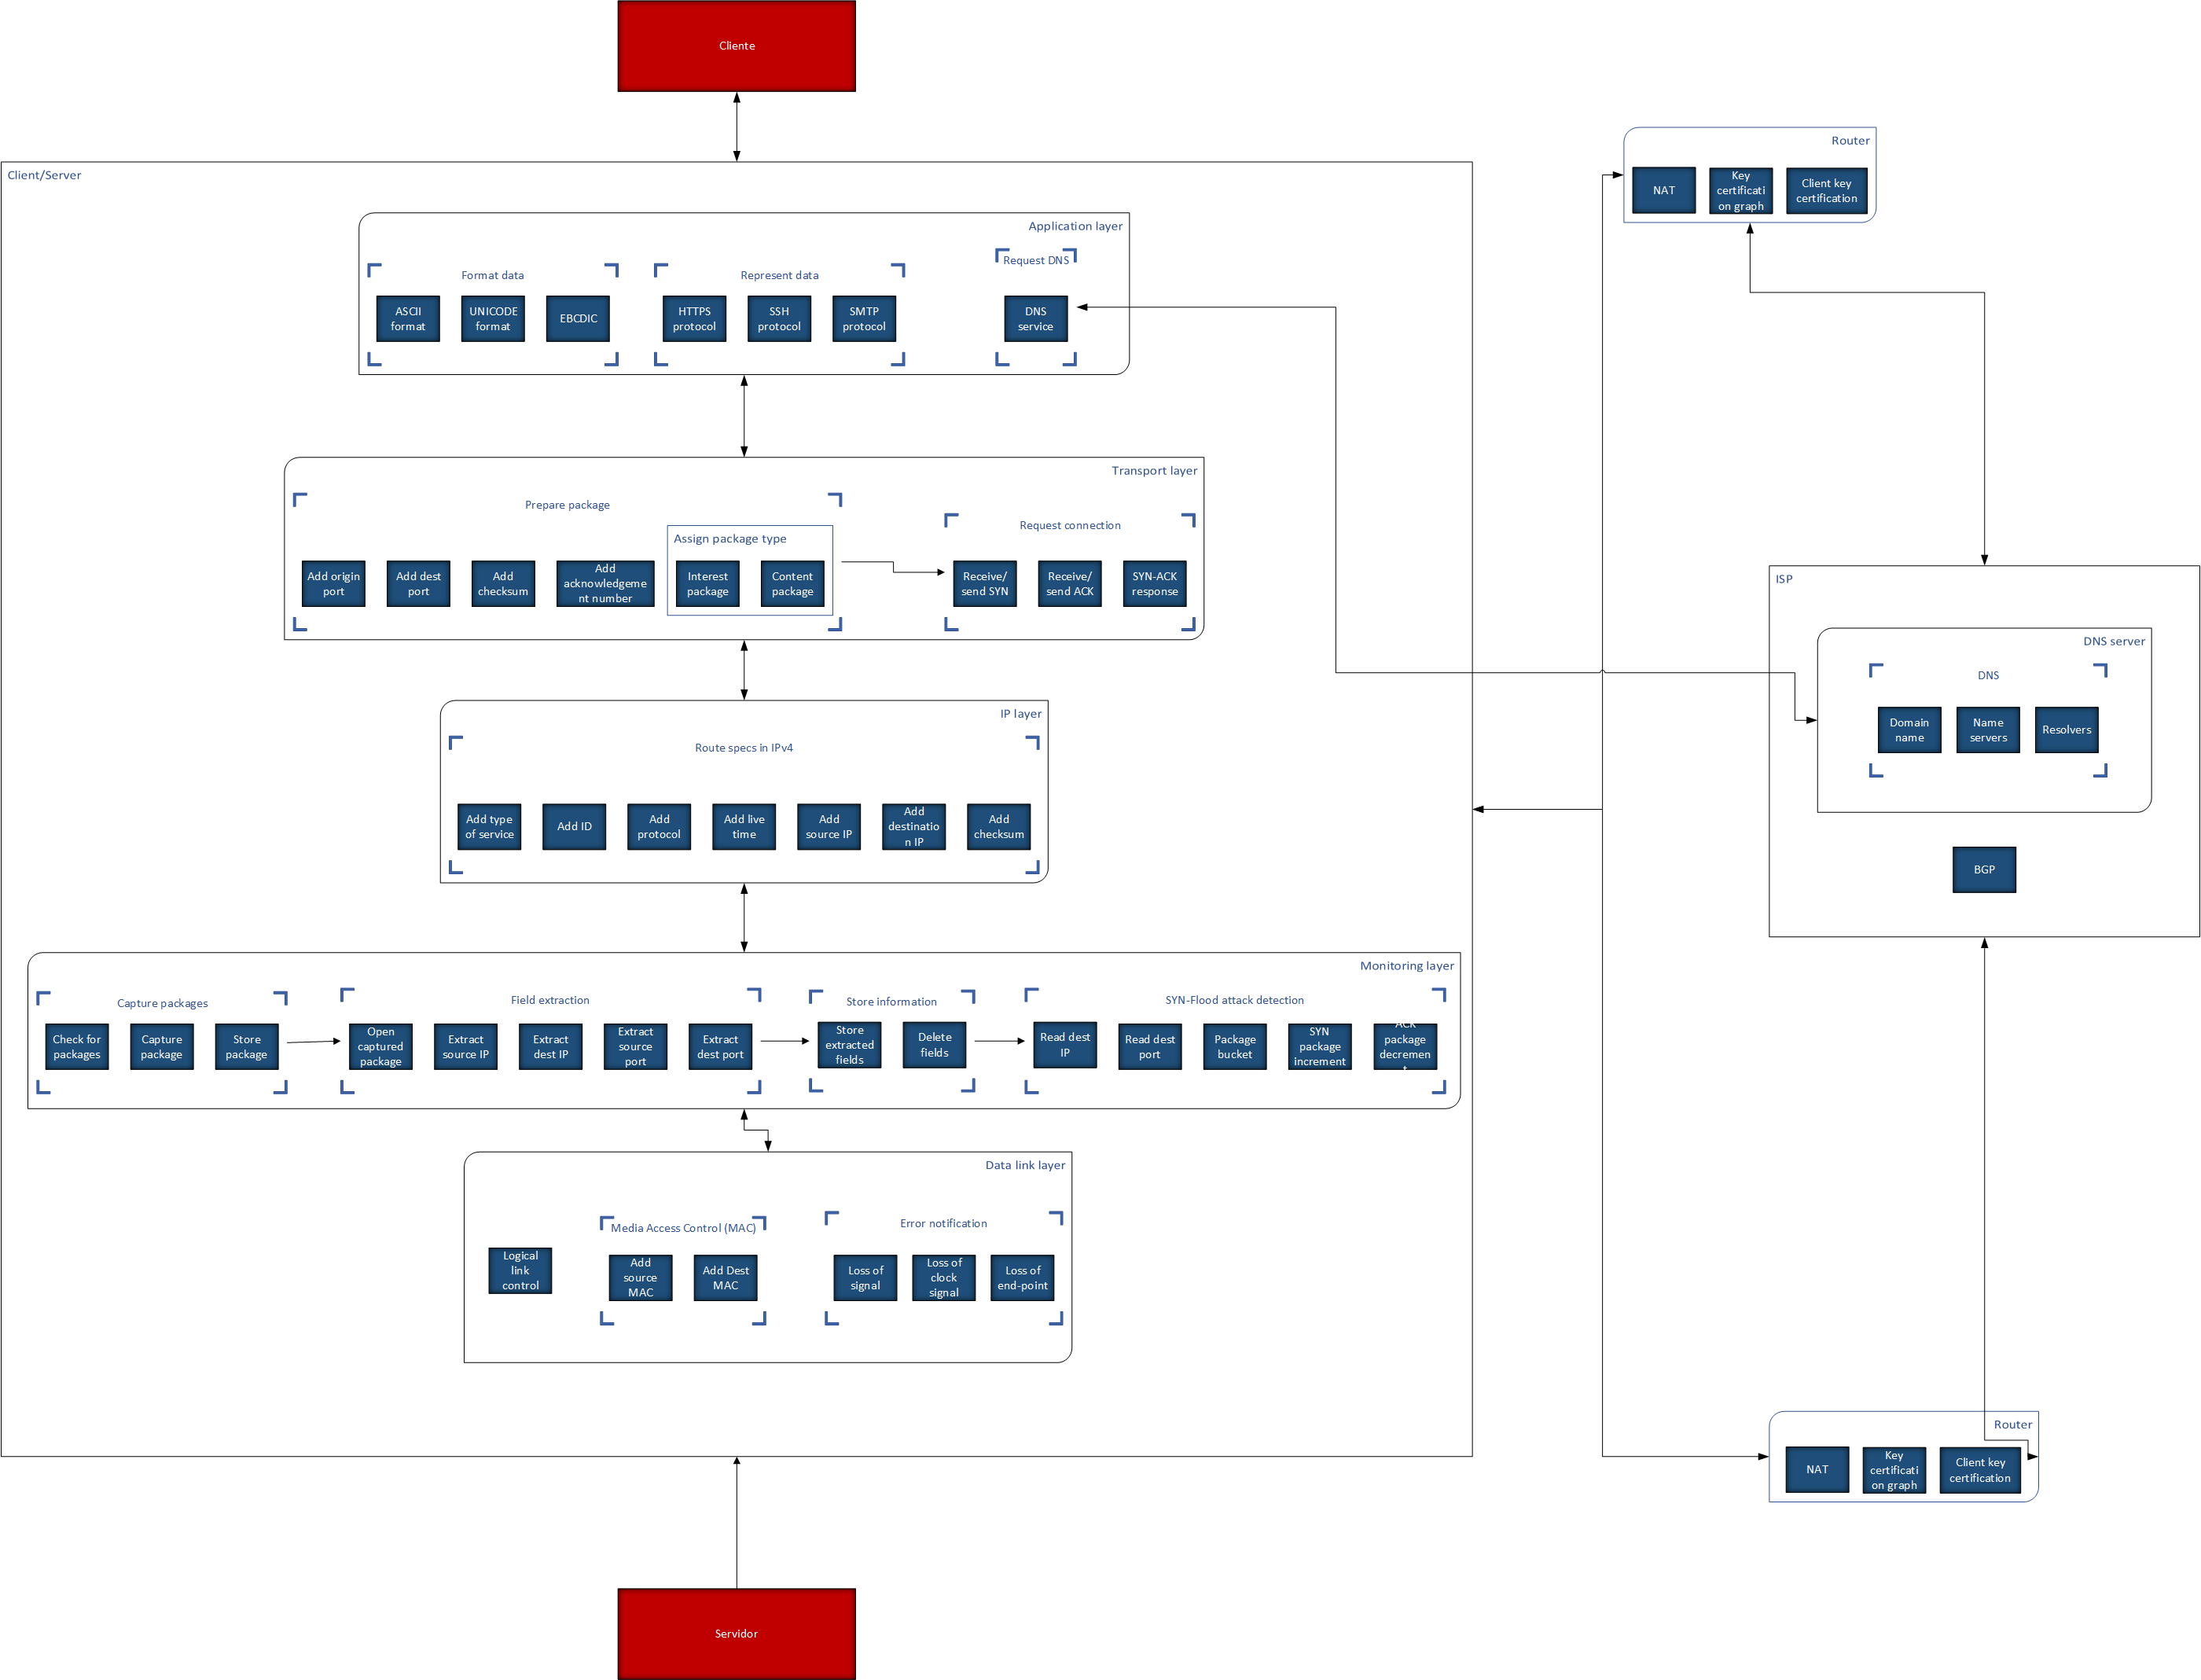 Cliente
Client/Server
Application layer
Format data
ASCII
format
UNICODE
format
EBCDIC
Represent data
HTTPS
protocol
SSH
protocol
SMTP
protocol
Request DNS
DNS
service
Transport layer
Prepare package
Add origin
port
Add dest
port
Add
checksum
Add
acknowledgeme
nt number
Assign package type
Interest
package
Content
package
Request connection
Receive/
send SYN
Receive/
send ACK
SYN-ACK
response
IP layer
Route specs in IPv4
Add type
of service
Add ID
Add
protocol
Add live
time
Add
source IP
Add
destinatio
n IP
Add
checksum
Monitoring layer
Capture packages
Check for
packages
Capture
package
Store
package
Field extraction
Open
captured
package
Extract
source IP
Extract
dest IP
Extract
source
port
Extract
dest port
Store information
Store
extracted
fields
Delete
fields
SYN-Flood attack detection
Read dest
IP
Read dest
port
Package
bucket
SYN
package
increment
ACK
package
decremen
t
Data link layer
Logical
link
control
Media Access Control (MAC)
Add
source
MAC
Add Dest
MAC
Error notification
Loss of
signal
Loss of
clock
signal
Loss of
end-point
Servidor
Router
NAT
Key
certificati
on graph
Client key
certification
ISP
DNS server
DNS
Domain
name
Name
servers
Resolvers
BGP
Router
NAT
Key
certificati
on graph
Client key
certification